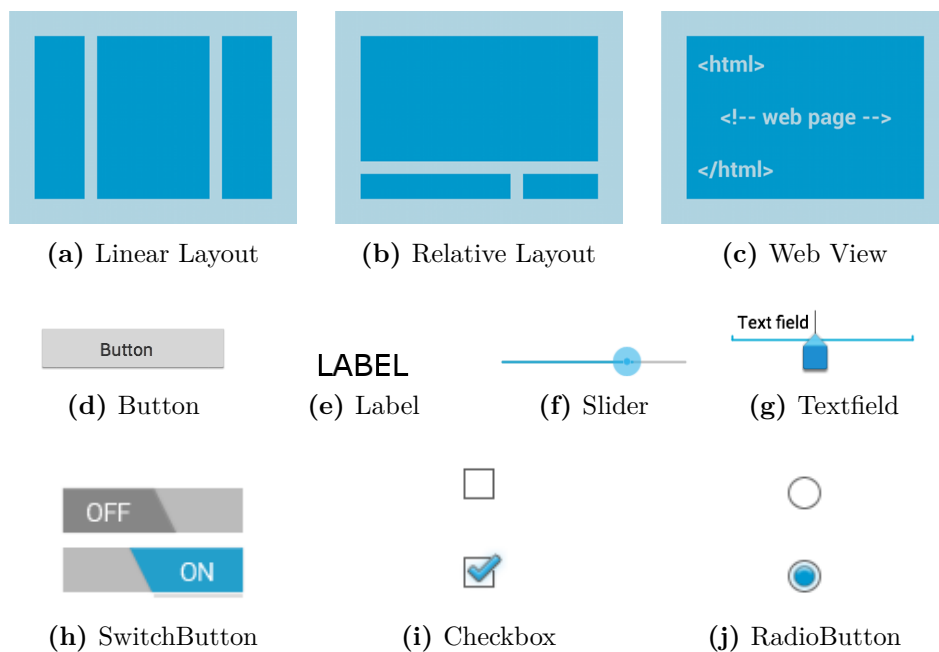 <html>
<!-- web page -->
</html>
(a) Linear Layout
(b) Relative Layout
(c) Web View
Button
LABEL
Text field
(d) Button
(e) Label
(f) Slider
(g) Textfield
OFF
ON
(h) SwitchButton
(i) Checkbox
(j) RadioButton